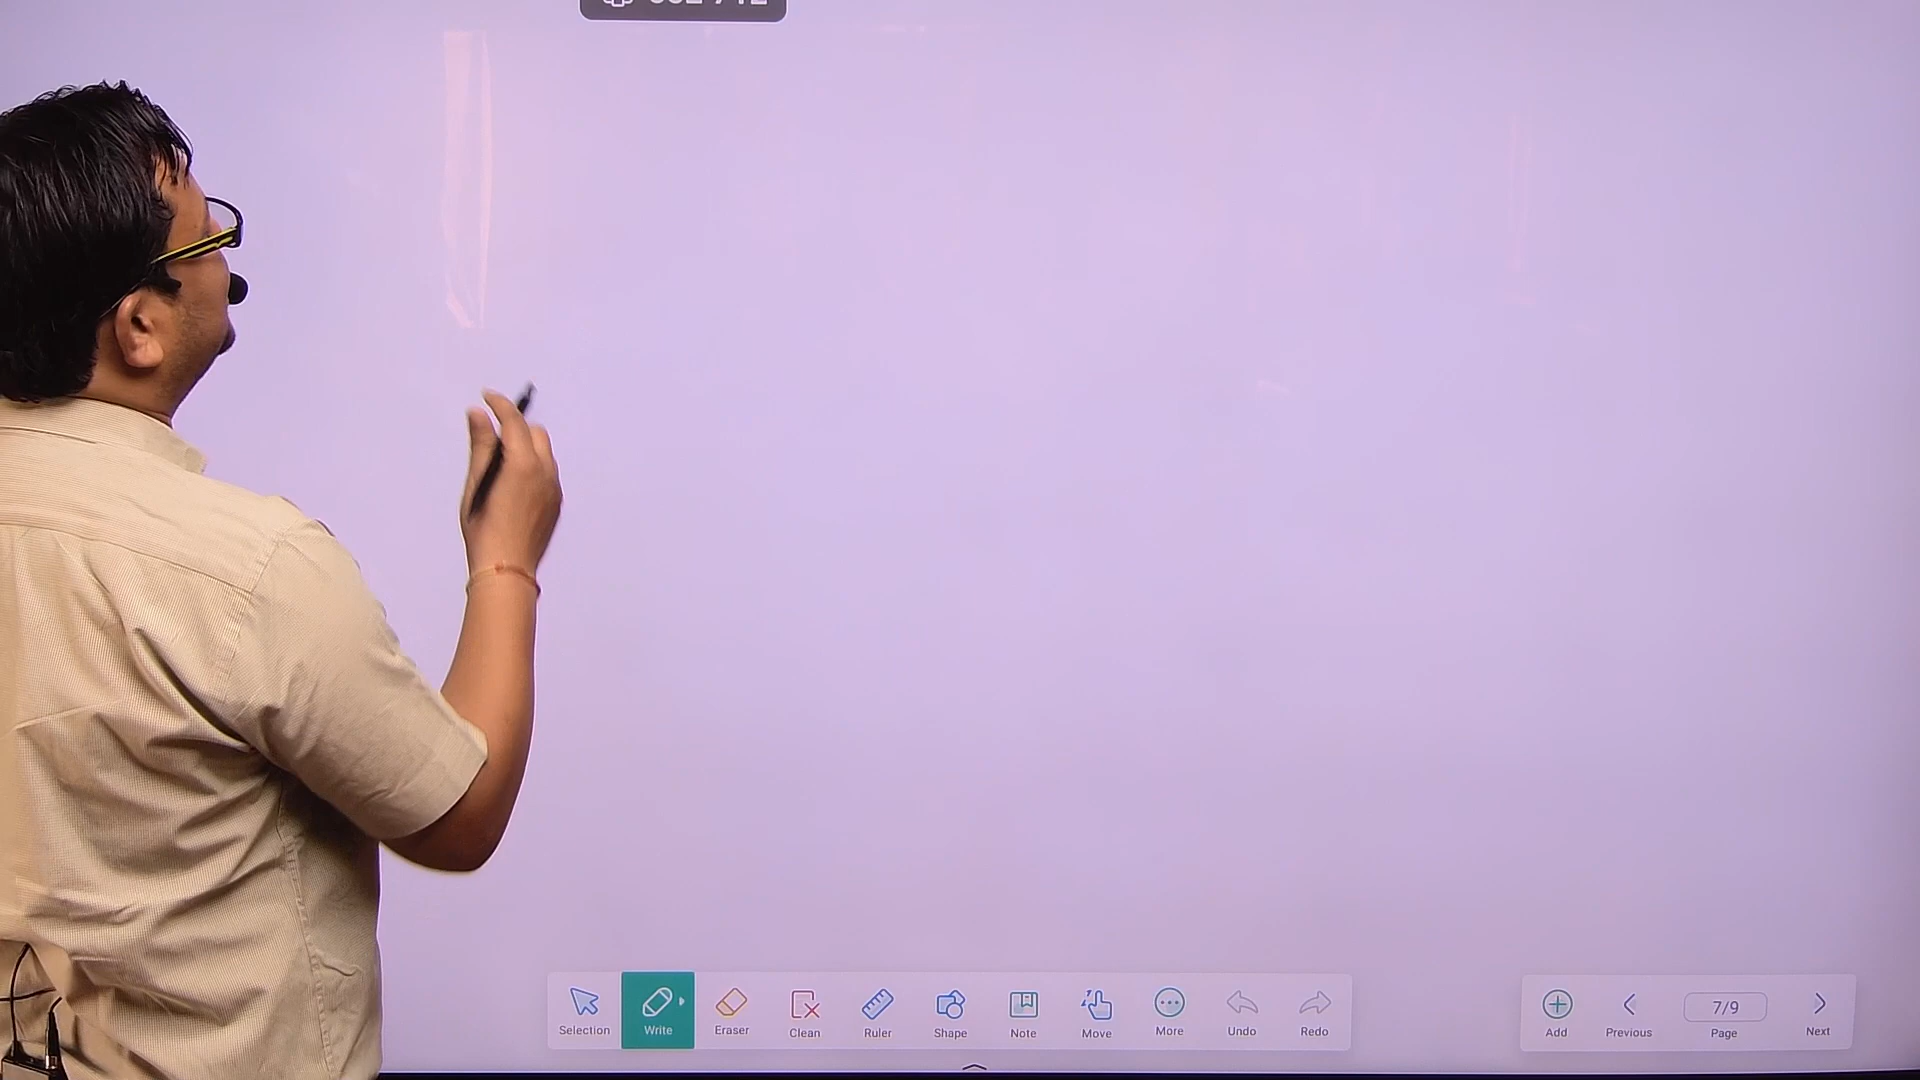 Selection
Write
Eraser
Clean
Ruler
Shape
Note
Move
More
Undo
Redo
Add
Previous
7/9
Page
Next